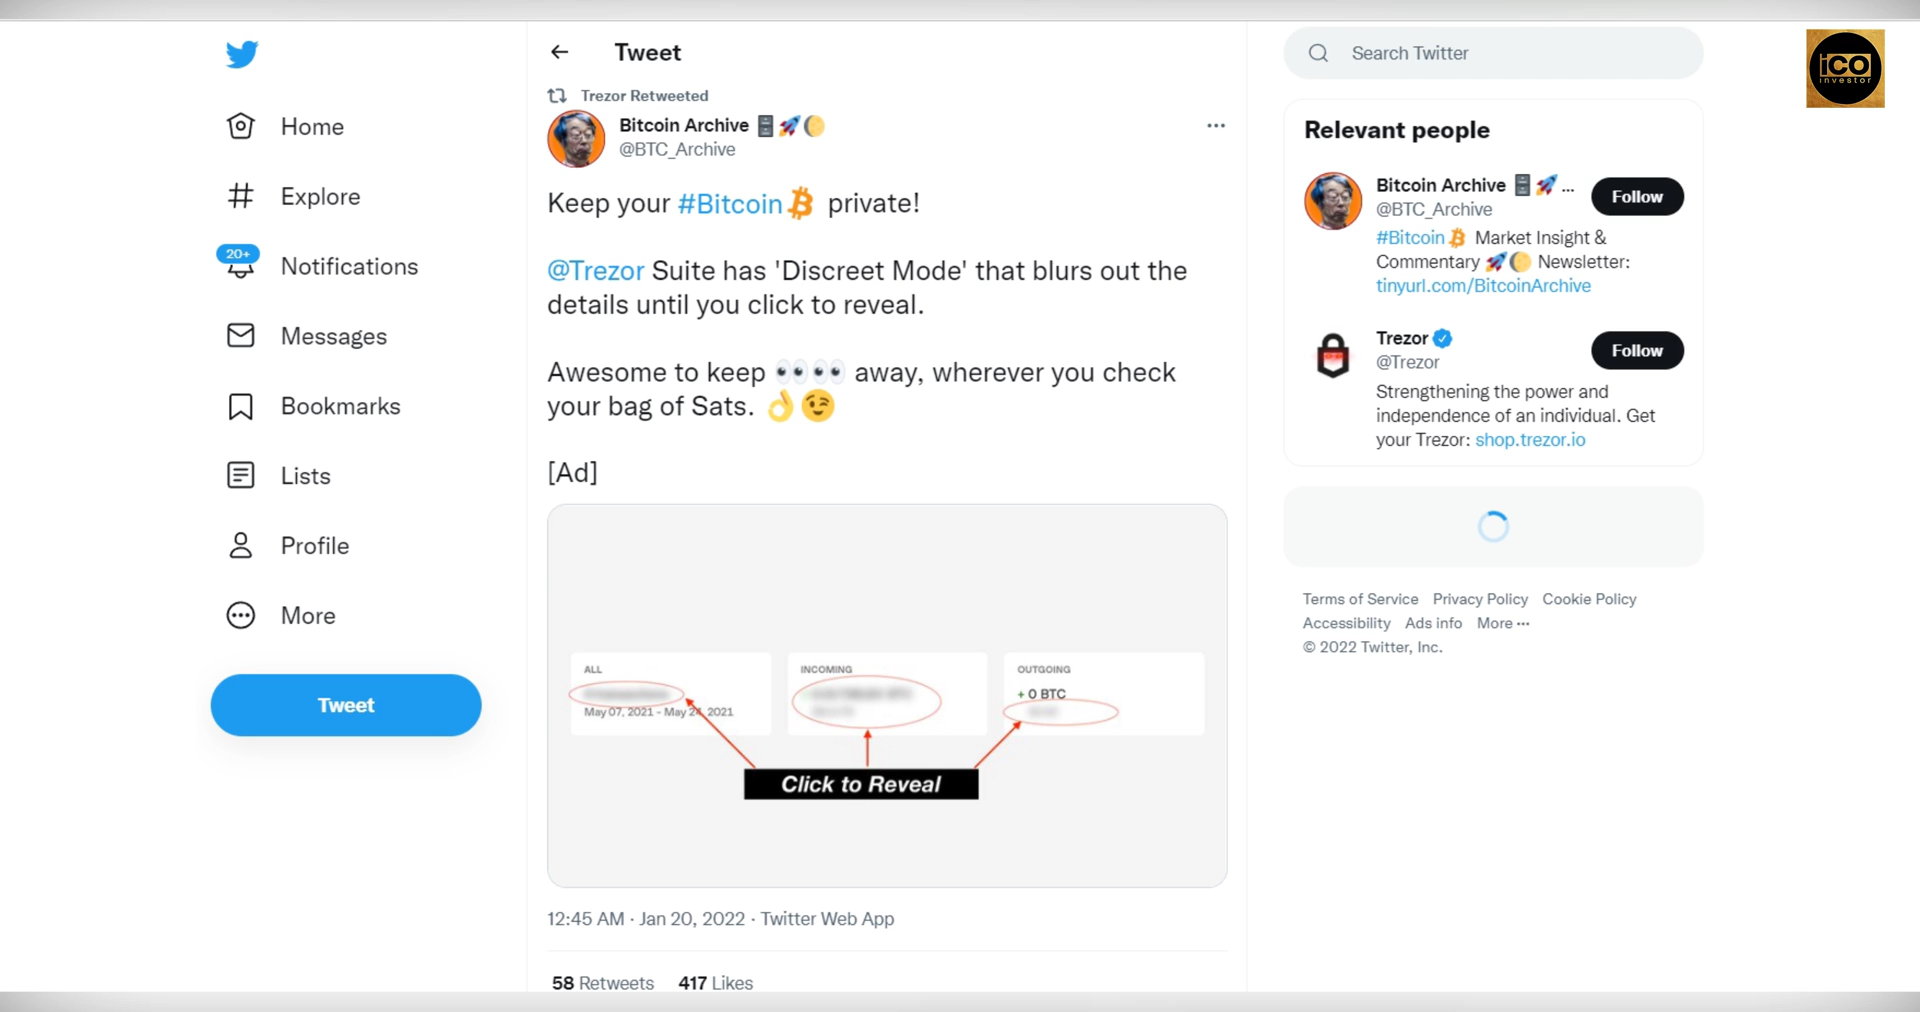 Tweet
Trezor Retweeted
Bitcoin Archive
@BTC_Archive
Keep your #Bitcoin private!
@Trezor Suite has 'Discreet Mode' that blurs out the
details until you click to reveal.
Awesome to keep away, wherever you check
your bag of Sats.
[Ad]
ALL
May 07, 2021 - May 24, 2021
INCOMING
OUTGOING
+ 0 BTC
Click to Reveal
12:45 AM · Jan 20, 2022 · Twitter Web App
58 Retweets 417 Likes
Home
Explore
20+
Notifications
Messages
Bookmarks
Lists
Profile
More
Tweet
Search Twitter
Relevant people
Bitcoin Archive ...
@BTC_Archive
Follow
#Bitcoin Market Insight &
Commentary Newsletter:
tinyurl.com/BitcoinArchive
Trezor
@Trezor
Follow
Strengthening the power and
independence of an individual. Get
your Trezor: shop.trezor.io
Terms of Service Privacy Policy Cookie Policy
Accessibility Ads info More ...
© 2022 Twitter, Inc.
ico
investor